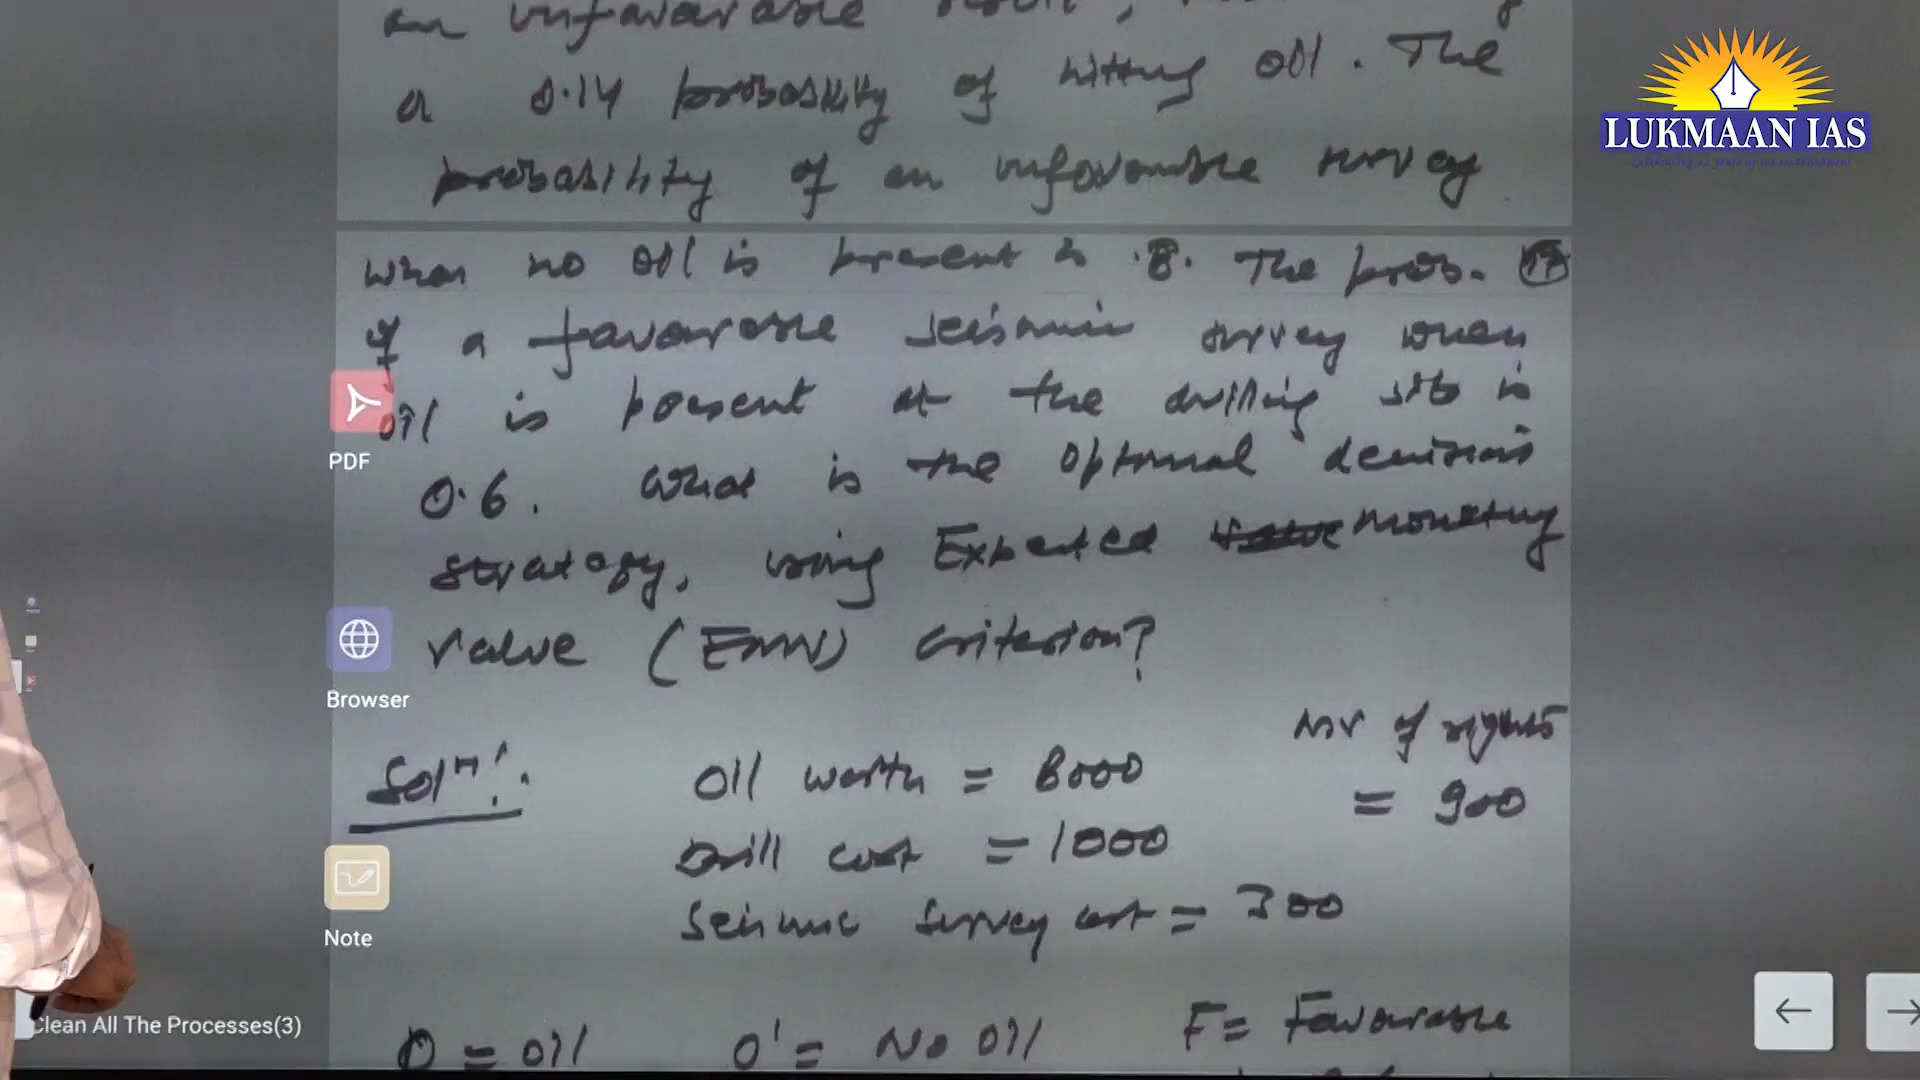 an unfavourable
a 0.14 probability of hitting oil. The
probability of an unfavourable survey
when no oil is present is .8. The prob. 17
of a favourable seismic survey when
oil is present at the drilling site is
0.6. What is the optimal decision
strategy, using Expected monetary
value (EMV) criterion?
Solⁿ: Oil worth = 8000
NSV of rights = 900
Drill cost = 1000
Seismic survey cost = 300
O = Oil O' = No Oil F = Favourable
PDF
Browser
Note
Clean All The Processes(3)
LUKMAAN IAS